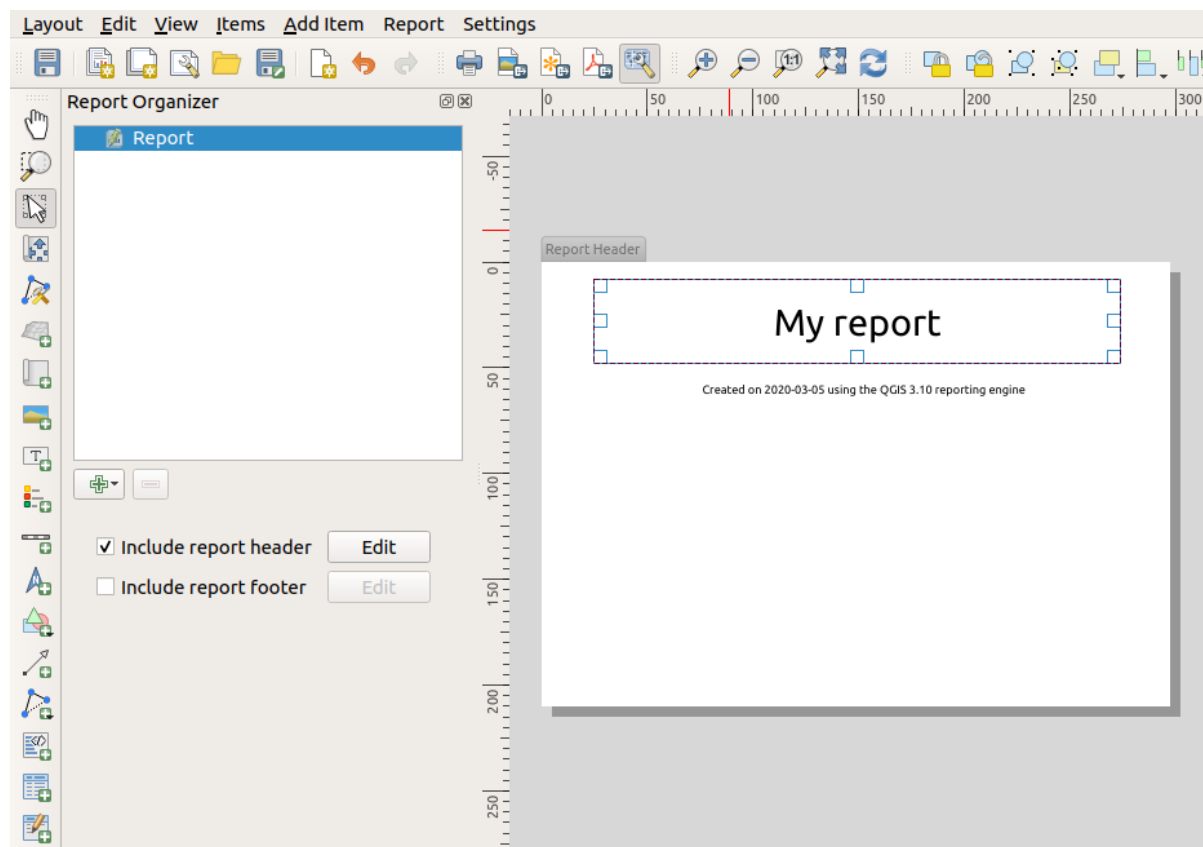 Layout Edit View Items Add Item Report Settings
1:1
Report Organizer
0 50 100 150 200 250 300
Report
-50
Report Header
0
My report
50
Created on 2020-03-05 using the QGIS 3.10 reporting engine
T
100
Include report header Edit
N
150
Include report footer Edit
200
</>
250